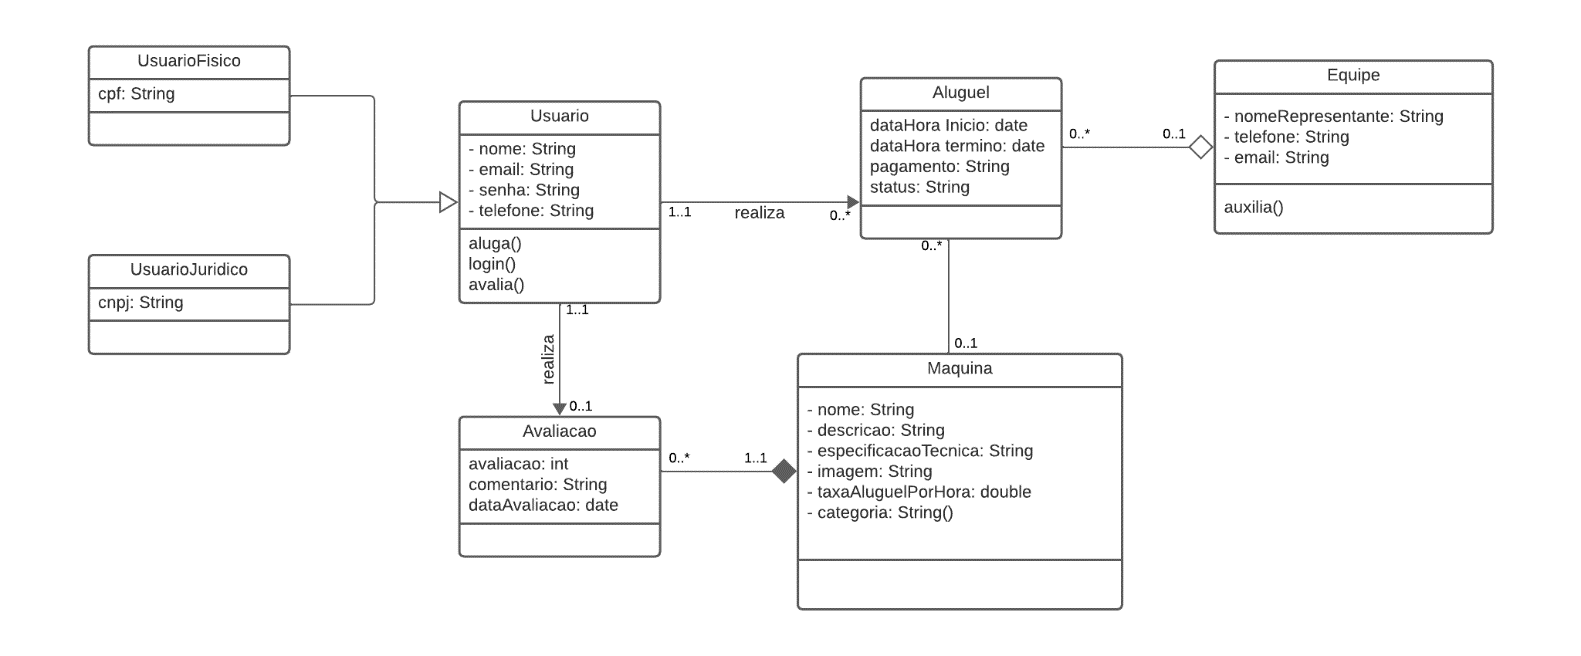 UsuarioFisico
cpf: String
UsuarioJuridico
cnpj: String
Usuario
- nome: String
- email: String
- senha: String
- telefone: String
aluga()
login()
avalia()
1..1
realiza
0..*
1..1
realiza
0..1
Avaliacao
avaliacao: int
comentario: String
dataAvaliacao: date
0..*
1..1
Aluguel
dataHora Inicio: date
dataHora termino: date
pagamento: String
status: String
0..*
0..1
0..*
0..1
Maquina
- nome: String
- descricao: String
- especificacaoTecnica: String
- imagem: String
- taxaAluguelPorHora: double
- categoria: String()
Equipe
- nomeRepresentante: String
- telefone: String
- email: String
auxilia()